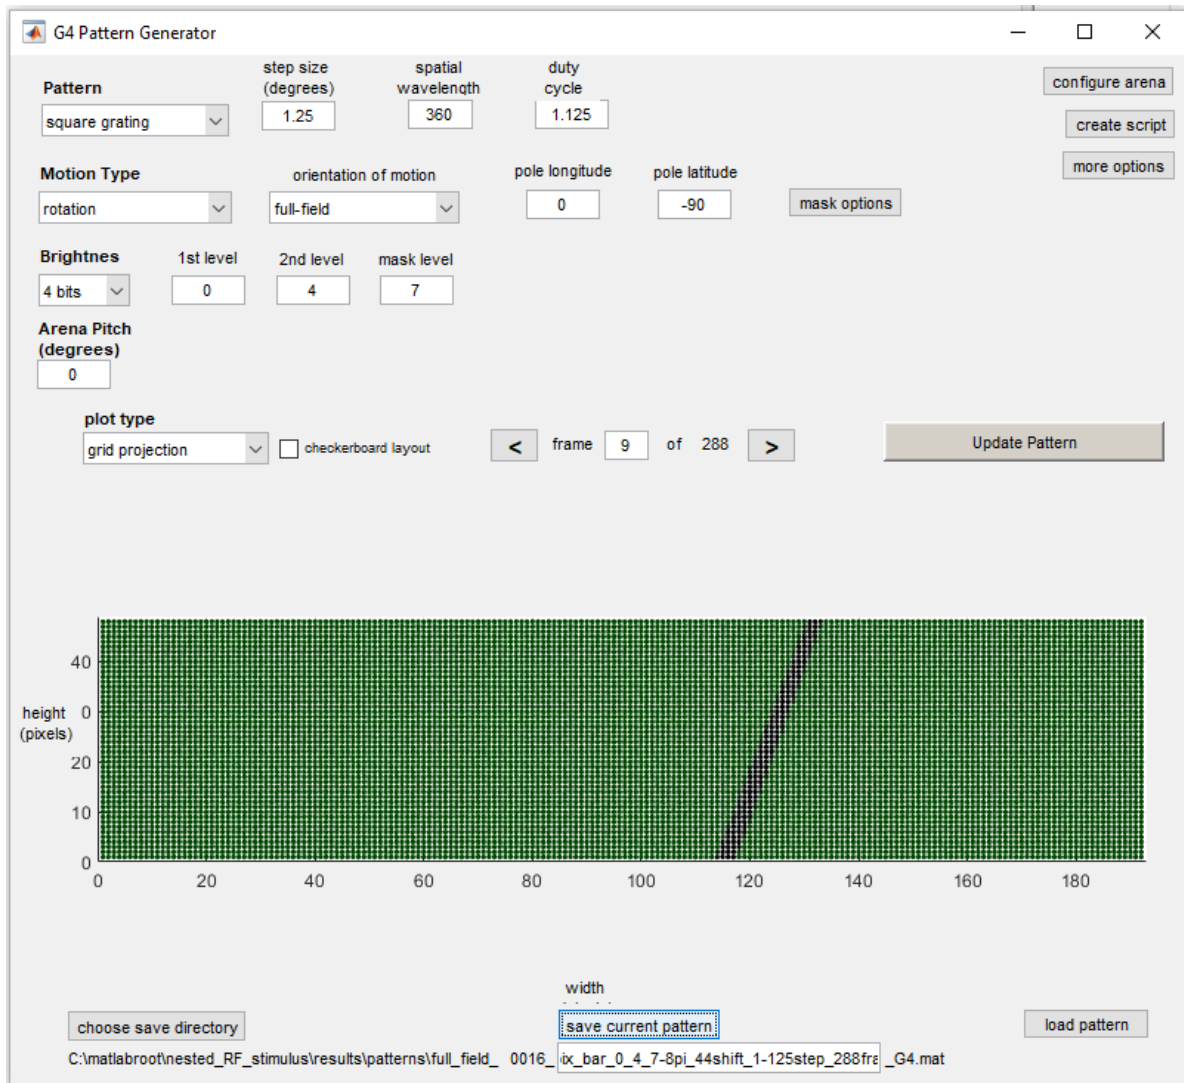 G4 Pattern Generator
Pattern
step size
(degrees)
spatial
wavelength
duty
cycle
square grating
1.25
360
1.125
configure arena
create script
more options
Motion Type
orientation of motion
pole longitude
pole latitude
rotation
full-field
0
-90
mask options
Brightnes
1st level
2nd level
mask level
4 bits
0
4
7
Arena Pitch
(degrees)
0
plot type
grid projection
checkerboard layout
< frame 9 of 288 >
Update Pattern
40
0
20
10
0
height
(pixels)
0 20 40 60 80 100 120 140 160 180
width
choose save directory
save current pattern
load pattern
C:\matlabroot\nested_RF_stimulus\results\patterns\full_field_ 0016_ ix_bar_0_4_7-8pi_44shift_1-125step_288fra _G4.mat